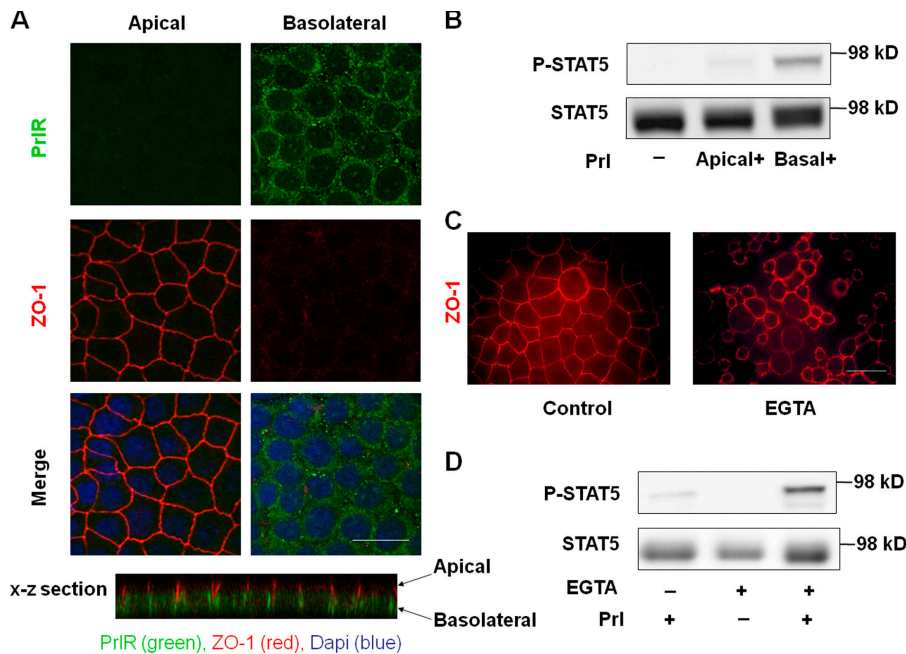 A
Apical
Basolateral
PrlR
ZO-1
Merge
x-z section
Apical
Basolateral
PrlR (green), ZO-1 (red), Dapi (blue)
B
P-STAT5
98 kD
STAT5
98 kD
Prl
– Apical+ Basal+
C
ZO-1
Control
EGTA
D
P-STAT5
98 kD
STAT5
98 kD
EGTA – + +
Prl + – +